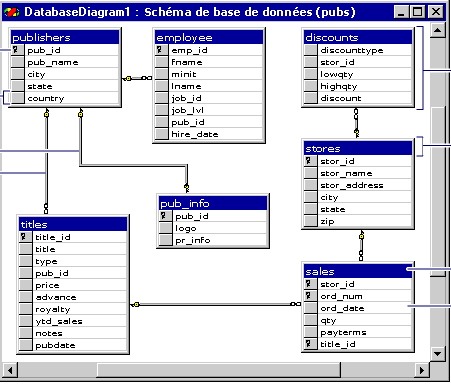 DatabaseDiagram1 : Schéma de base de données (pubs)
publishers
pub_id
pub_name
city
state
country
employee
emp_id
fname
minit
lname
job_id
job_lvl
pub_id
hire_date
discounts
discounttype
stor_id
lowqty
highqty
discount
stores
stor_id
stor_name
stor_address
city
state
zip
pub_info
pub_id
logo
pr_info
titles
title_id
title
type
pub_id
price
advance
royalty
ytd_sales
notes
pubdate
sales
stor_id
ord_num
ord_date
qty
payterms
title_id